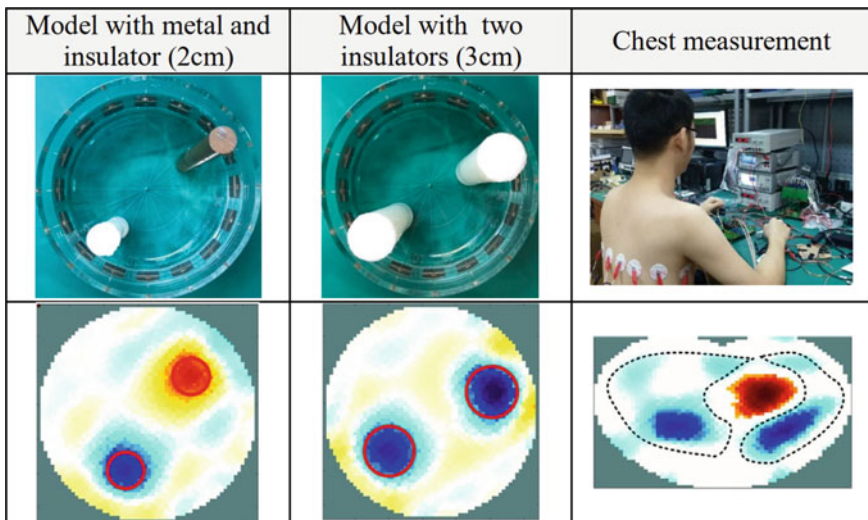 Model with metal and
insulator (2cm)
Model with two
insulators (3cm)
Chest measurement